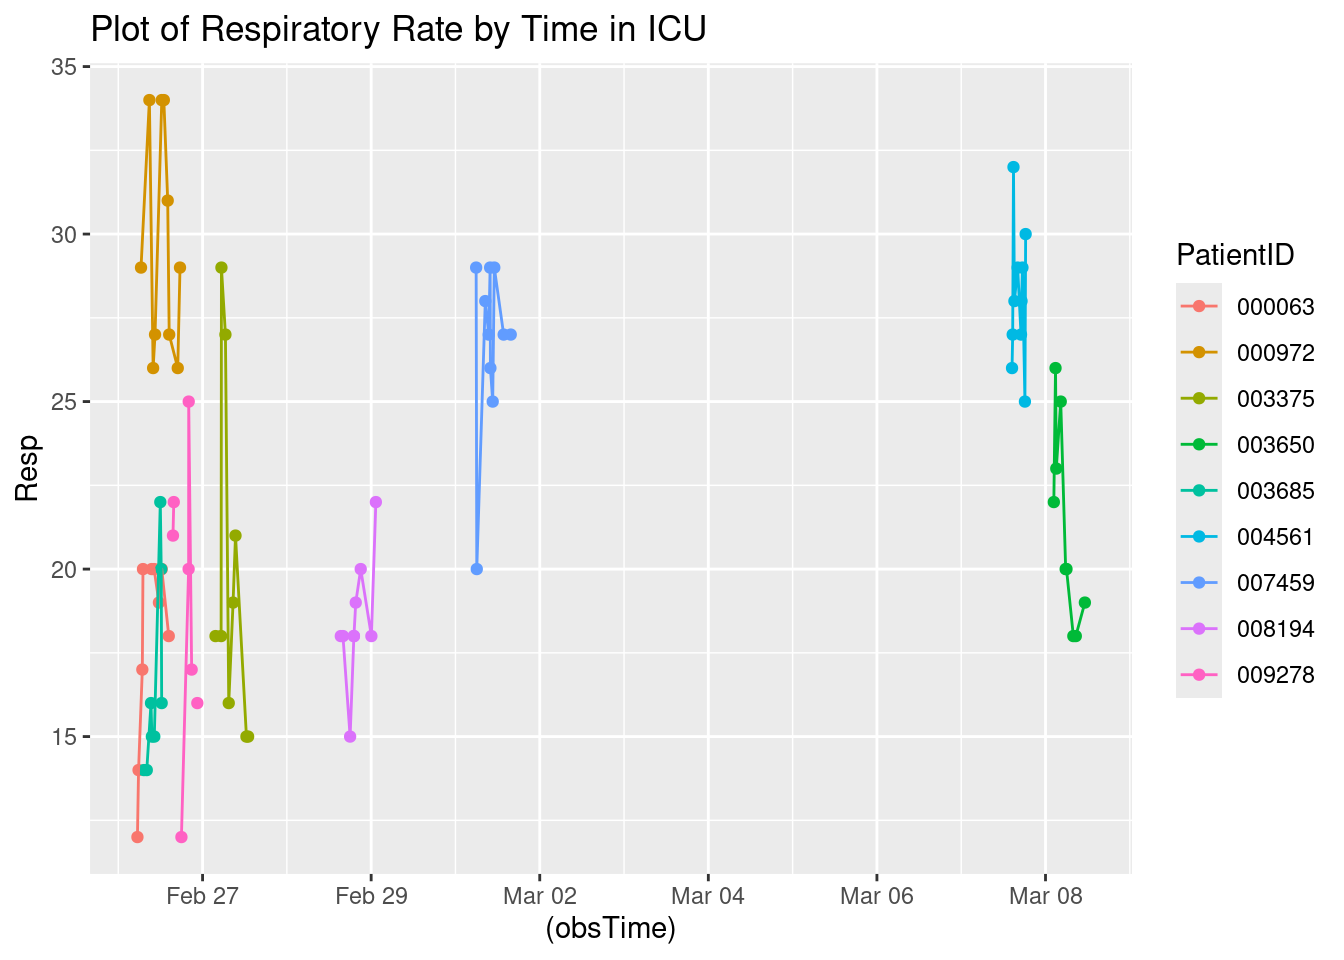 Plot of Respiratory Rate by Time in ICU
35
30
25
20
15
Resp
Feb 27 Feb 29 Mar 02 Mar 04 Mar 06 Mar 08
(obsTime)
PatientID
000063
000972
003375
003650
003685
004561
007459
008194
009278